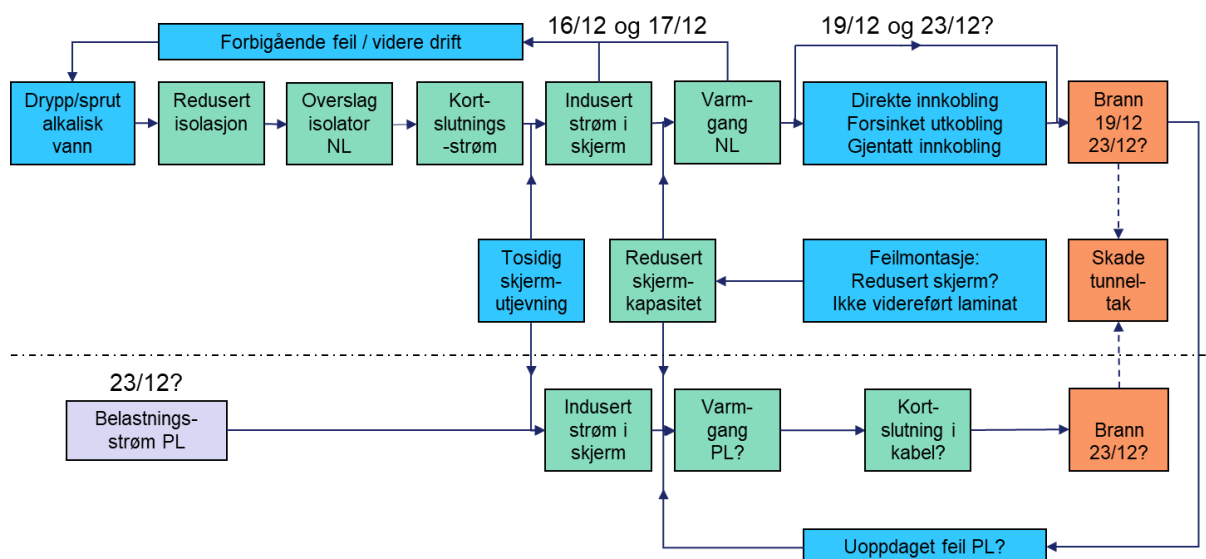 16/12 og 17/12
19/12 og 23/12?
Forbigående feil / videre drift
Drypp/sprut
alkalisk
vann
Redusert
isolasjon
Overslag
isolator
NL
Kort-
slutnings
-strøm
Indusert
strøm i
skjerm
Varm-
gang
NL
Direkte innkobling
Forsinket utkobling
Gjentatt innkobling
Brann
19/12
23/12?
Tosidig
skjerm-
utjevning
Redusert
skjerm-
kapasitet
Feilmontasje:
Redusert skjerm?
Ikke videreført laminat
Skade
tunnel-
tak
23/12?
Belastnings-
strøm PL
Indusert
strøm i
skjerm
Varm-
gang
PL?
Kort-
slutning i
kabel?
Brann
23/12?
Uoppdaget feil PL?